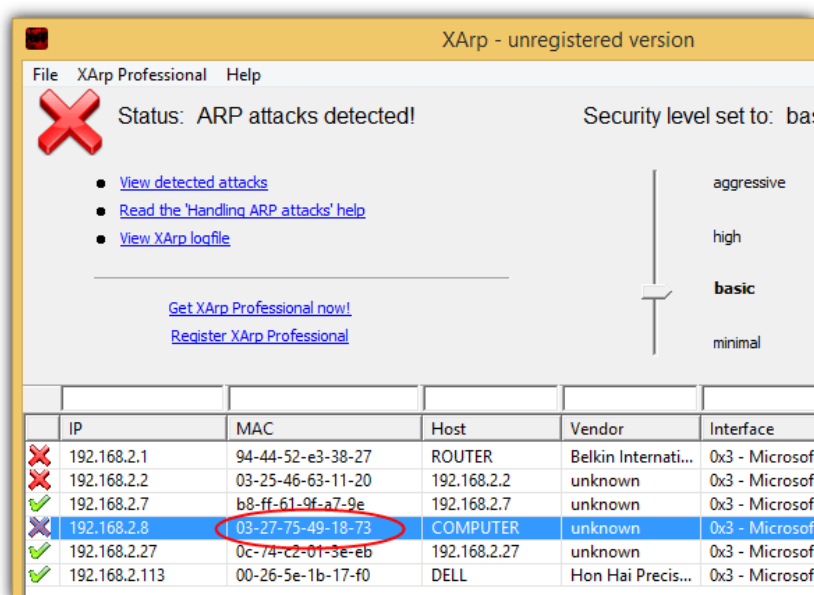 XArp - unregistered version
File XArp Professional Help
Status: ARP attacks detected!
Security level set to: bas
View detected attacks
Read the 'Handling ARP attacks' help
View XArp logfile
Get XArp Professional now!
Register XArp Professional
aggressive
high
basic
minimal
IP MAC Host Vendor Interface
192.168.2.1 94-44-52-e3-38-27 ROUTER Belkin Internati... 0x3 - Microsof
192.168.2.2 03-25-46-63-11-20 192.168.2.2 unknown 0x3 - Microsof
192.168.2.7 b8-ff-61-9f-a7-9e 192.168.2.7 unknown 0x3 - Microsof
192.168.2.8 03-27-75-49-18-73 COMPUTER unknown 0x3 - Microsof
192.168.2.27 0c-74-c2-01-3e-eb 192.168.2.27 unknown 0x3 - Microsof
192.168.2.113 00-26-5e-1b-17-f0 DELL Hon Hai Precis... 0x3 - Microsof